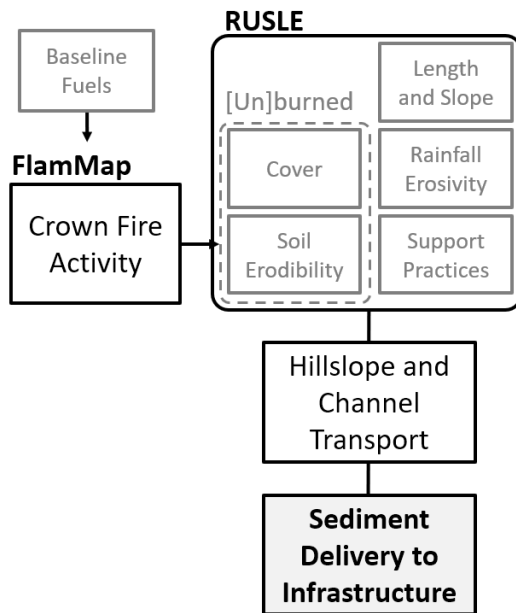 RUSLE
Baseline
Fuels
FlamMap
Crown Fire
Activity
[Un]burned
Cover
Soil
Erodibility
Length
and Slope
Rainfall
Erosivity
Support
Practices
Hillslope and
Channel
Transport
Sediment
Delivery to
Infrastructure